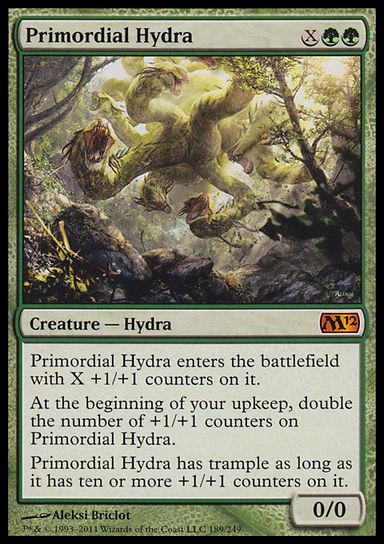 Primordial Hydra X
Creature — Hydra M12
Primordial Hydra enters the battlefield
with X +1/+1 counters on it.
At the beginning of your upkeep, double
the number of +1/+1 counters on
Primordial Hydra.
Primordial Hydra has trample as long as
it has ten or more +1/+1 counters on it.
0/0
Aleksi Briclot
™ & © 1993–2011 Wizards of the Coast LLC 189/249